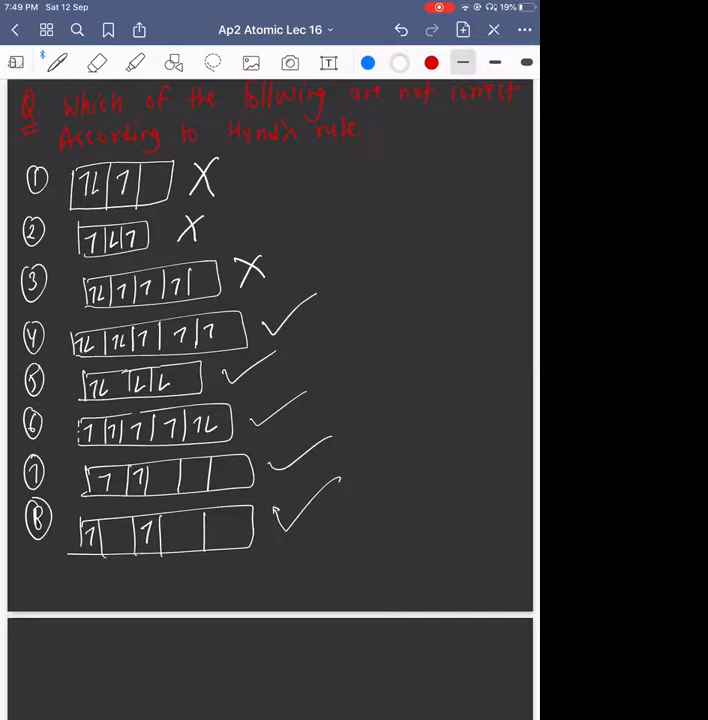 7:49 PM Sat 12 Sep 19%
Ap2 Atomic Lec 16
T
Q Which of the following are not correct
According to Hund's rule.
1 X
2 X
3 X
4 ✓
5 ✓
6 ✓
7 ✓
8 ✓